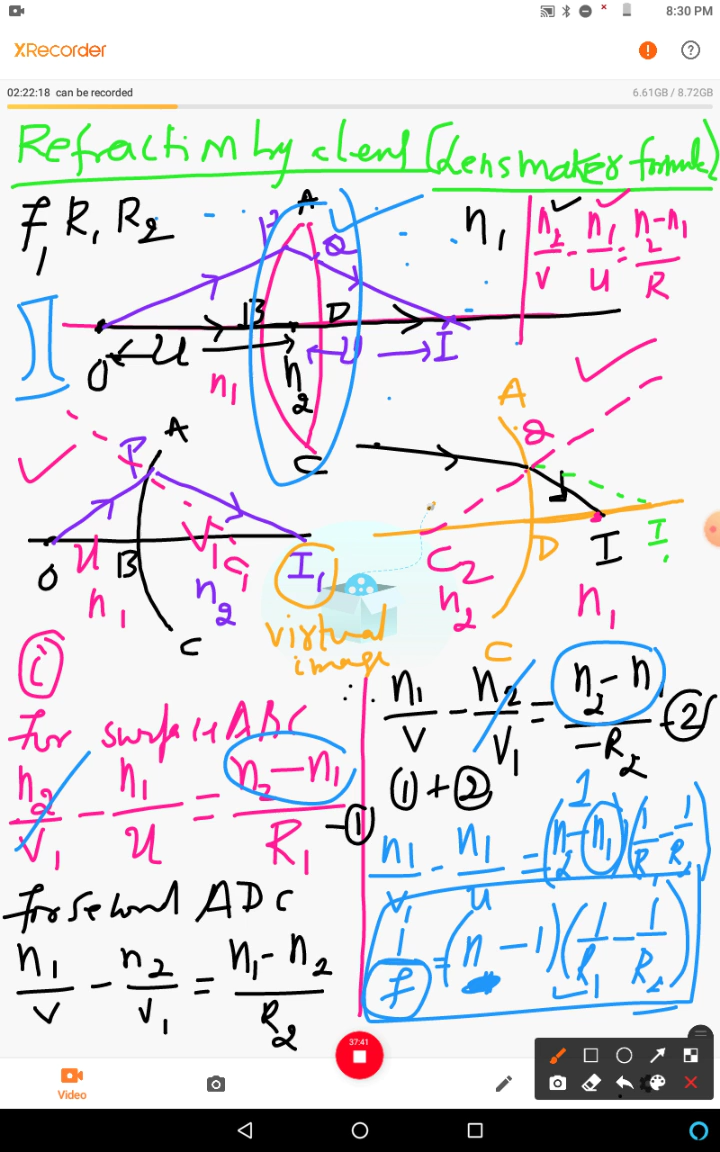 8:30 PM
XRecorder
02:22:18 can be recorded
6.61GB / 8.72GB
Refraction by a lens (Lens maker formula)
f, R1 R2
A
P
Q
n1
n2/v - n1/u = n2-n1/R
B
D
O
u
v
I
n1
n2
C
A
P
O
u
B
V1
C1
I1
n1
n2
C
A
Q
C2
D
I
I1
n2
n1
C
virtual
image
(i)
For surface ABC
n2/V1 - n1/u = n2-n1/R1 -①
For second ADC
n1/v - n2/V1 = n1-n2/R2
∴ n1/v - n2/V1 = n2-n1/-R2 -②
① + ②
n1/v - n1/u = (n2-n1)(1/R1 - 1/R2)
1/f = (n - 1)(1/R1 - 1/R2)
37:41
Video